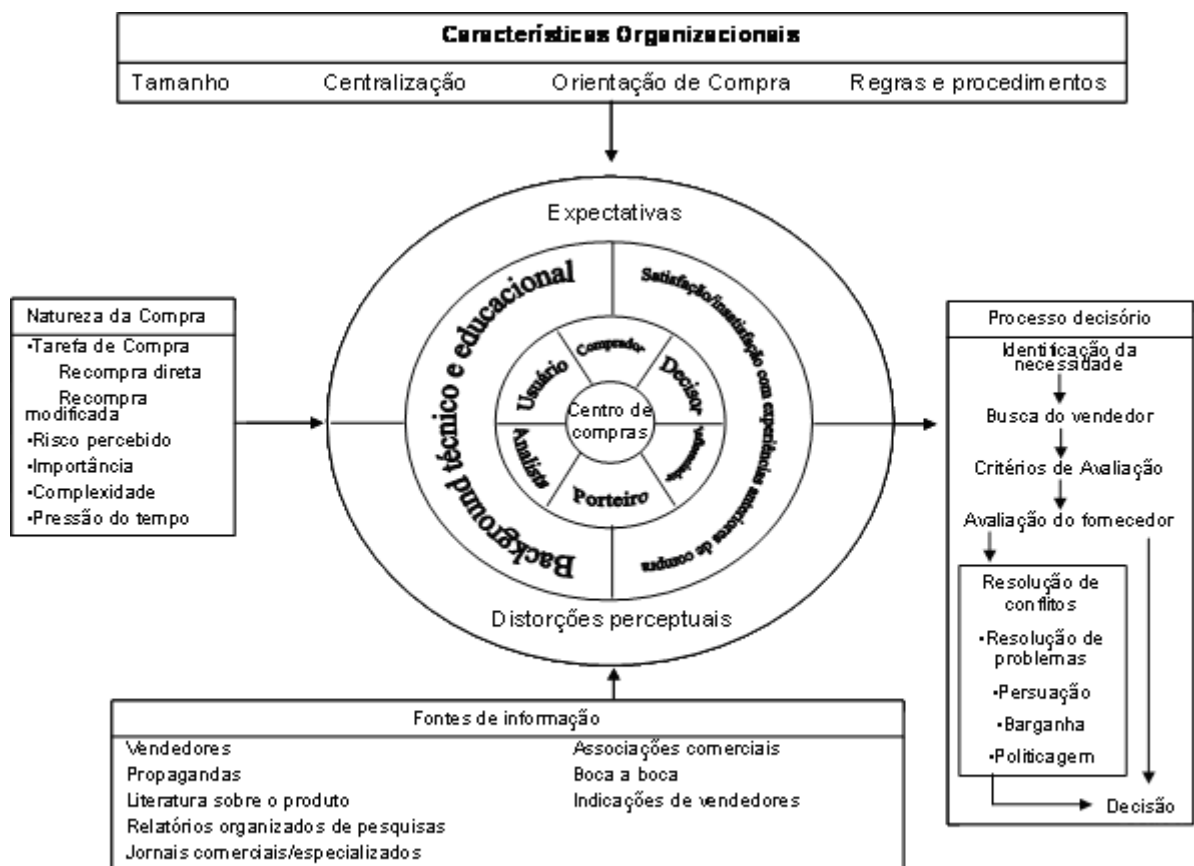 Características Organizacionais
Tamanho Centralização Orientação de Compra Regras e procedimentos
Expectativas
Background técnico e educacional
Satisfação/insatisfação com experiências anteriores de compra
Comprador
Usuário
Decisor
Centro de
compras
Analista
Influenciador
Porteiro
Distorções perceptuais
Natureza da Compra
•Tarefa de Compra
Recompra direta
Recompra
modificada
•Risco percebido
•Importância
•Complexidade
•Pressão do tempo
Processo decisório
Identificação da
necessidade
Busca do vendedor
Critérios de Avaliação
Avaliação do fornecedor
Resolução de
conflitos
•Resolução de
problemas
•Persuação
•Barganha
•Politicagem
Decisão
Fontes de informação
Vendedores
Propagandas
Literatura sobre o produto
Relatórios organizados de pesquisas
Jornais comerciais/especializados
Associações comerciais
Boca a boca
Indicações de vendedores